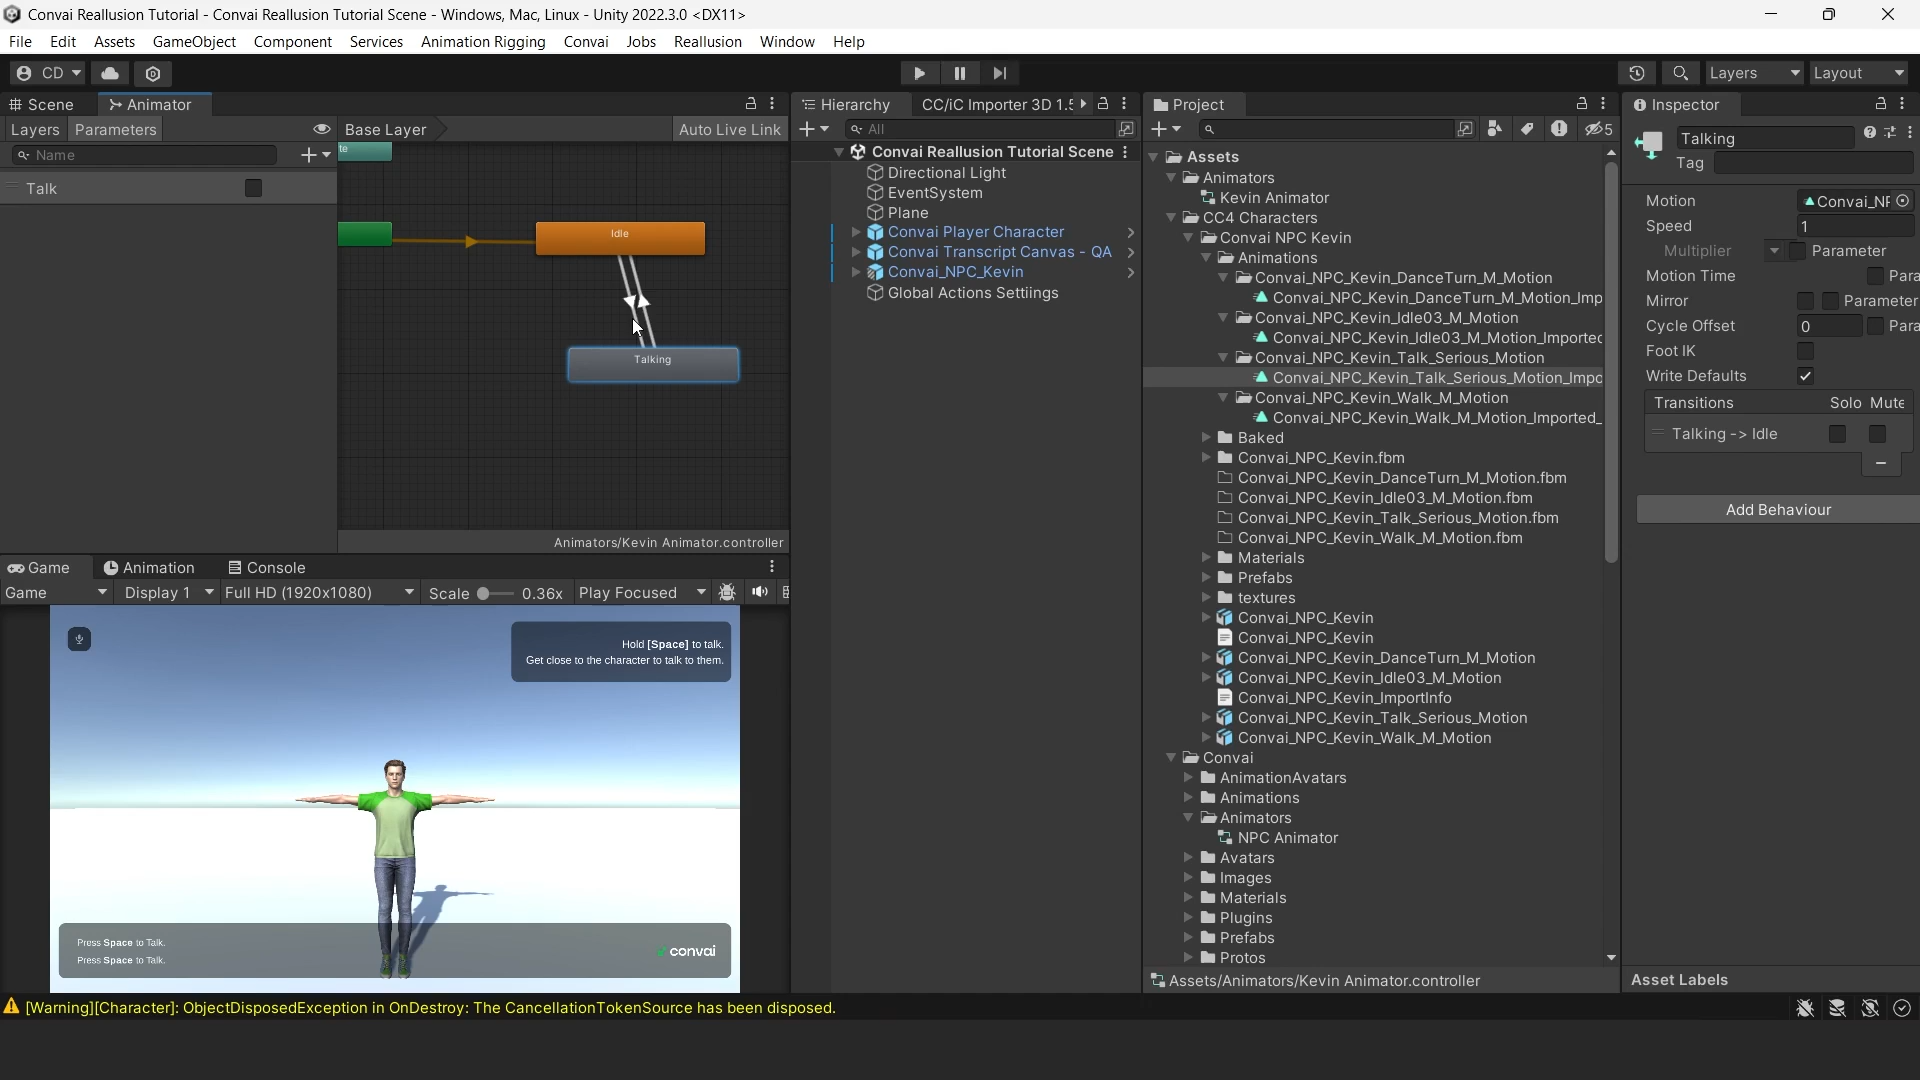 Convai Reallusion Tutorial - Convai Reallusion Tutorial Scene - Windows, Mac, Linux - Unity 2022.3.0 <DX11>
File Edit Assets GameObject Component Services Animation Rigging Convai Jobs Reallusion Window Help
CD
Layers Layout
Scene Animator
Layers Parameters
Base Layer
Auto Live Link
Name
Talk
te
Idle
Talking
Animators/Kevin Animator.controller
Game Animation Console
Game Display 1 Full HD (1920x1080) Scale 0.36x Play Focused
Hold [Space] to talk.
Get close to the character to talk to them.
Press Space to Talk.
Press Space to Talk.
convai
Hierarchy CC/iC Importer 3D 1.5
All
Convai Reallusion Tutorial Scene
Directional Light
EventSystem
Plane
Convai Player Character
Convai Transcript Canvas - QA
Convai_NPC_Kevin
Global Actions Settiings
Project
5
Assets
Animators
Kevin Animator
CC4 Characters
Convai NPC Kevin
Animations
Convai_NPC_Kevin_DanceTurn_M_Motion
Convai_NPC_Kevin_DanceTurn_M_Motion_Imp
Convai_NPC_Kevin_Idle03_M_Motion
Convai_NPC_Kevin_Idle03_M_Motion_Importec
Convai_NPC_Kevin_Talk_Serious_Motion
Convai_NPC_Kevin_Talk_Serious_Motion_Impo
Convai_NPC_Kevin_Walk_M_Motion
Convai_NPC_Kevin_Walk_M_Motion_Imported_
Baked
Convai_NPC_Kevin.fbm
Convai_NPC_Kevin_DanceTurn_M_Motion.fbm
Convai_NPC_Kevin_Idle03_M_Motion.fbm
Convai_NPC_Kevin_Talk_Serious_Motion.fbm
Convai_NPC_Kevin_Walk_M_Motion.fbm
Materials
Prefabs
textures
Convai_NPC_Kevin
Convai_NPC_Kevin
Convai_NPC_Kevin_DanceTurn_M_Motion
Convai_NPC_Kevin_Idle03_M_Motion
Convai_NPC_Kevin_ImportInfo
Convai_NPC_Kevin_Talk_Serious_Motion
Convai_NPC_Kevin_Walk_M_Motion
Convai
AnimationAvatars
Animations
Animators
NPC Animator
Avatars
Images
Materials
Plugins
Prefabs
Protos
Assets/Animators/Kevin Animator.controller
Inspector
Talking
Tag
Motion Convai_NF
Speed 1
Multiplier Parameter
Motion Time Para
Mirror Parameter
Cycle Offset 0 Para
Foot IK
Write Defaults
Transitions Solo Mute
Talking -> Idle
Add Behaviour
Asset Labels
[Warning][Character]: ObjectDisposedException in OnDestroy: The CancellationTokenSource has been disposed.